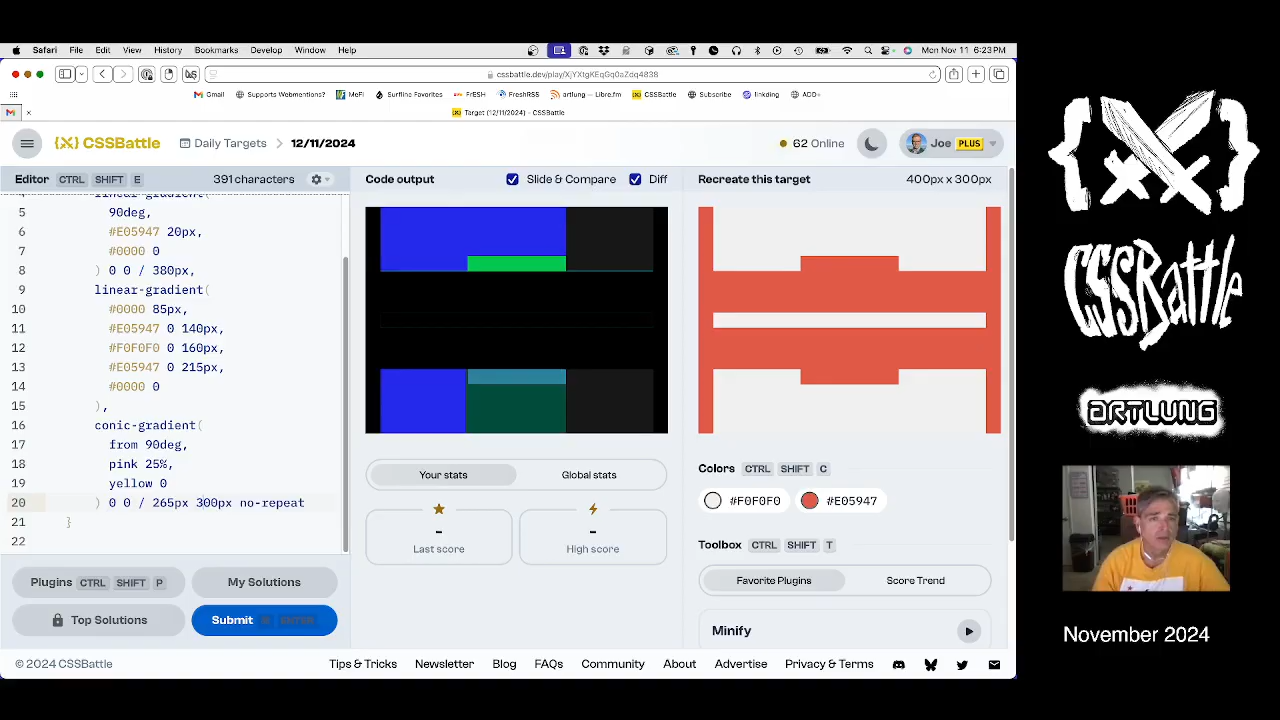 Safari File Edit View History Bookmarks Develop Window Help Mon Nov 11 6:23 PM
cssbattle.dev/play/XjYXtgKEqGq0aZdq4838
Gmail Supports Webmentions? MeFi Surfline Favorites FrESH FreshRSS artlung — Libre.fm CSSBattle Subscribe linkding ADD+
Target (12/11/2024) - CSSBattle
CSSBattle Daily Targets 12/11/2024 62 Online Joe PLUS
Editor CTRL SHIFT E 391 characters Code output Slide & Compare Diff Recreate this target 400px x 300px
4 linear-gradient(
5 90deg,
6 #E05947 20px,
7 #0000 0
8 ) 0 0 / 380px,
9 linear-gradient(
10 #0000 85px,
11 #E05947 0 140px,
12 #F0F0F0 0 160px,
13 #E05947 0 215px,
14 #0000 0
15 ),
16 conic-gradient(
17 from 90deg,
18 pink 25%,
19 yellow 0
20 ) 0 0 / 265px 300px no-repeat
21 }
22
Your stats Global stats
-
Last score
-
High score
Colors CTRL SHIFT C
#F0F0F0 #E05947
Toolbox CTRL SHIFT T
Favorite Plugins Score Trend
Minify
Plugins CTRL SHIFT P My Solutions
Top Solutions Submit ENTER
© 2024 CSSBattle Tips & Tricks Newsletter Blog FAQs Community About Advertise Privacy & Terms
CSSBattle
ARTLUNG
November 2024